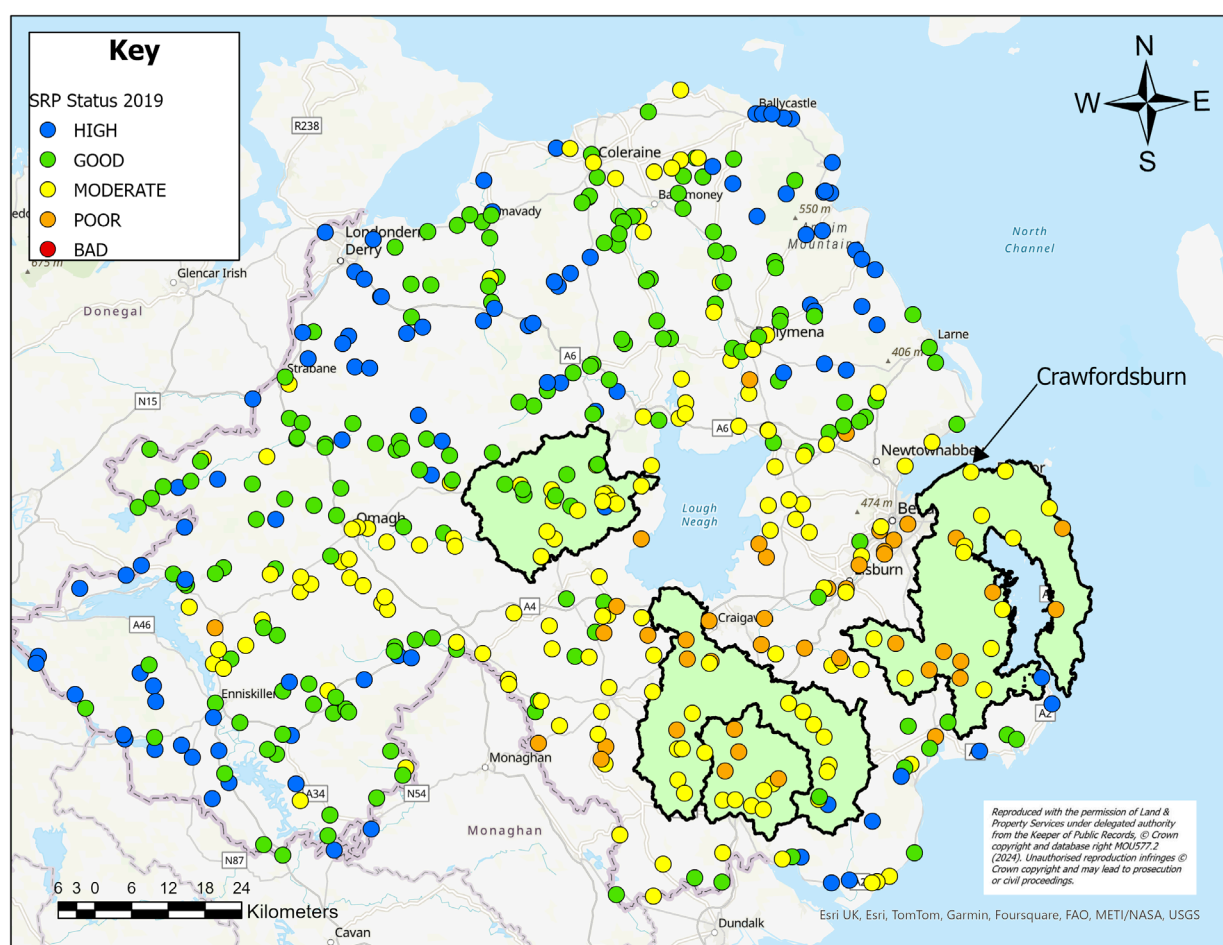 Key
SRP Status 2019
HIGH
GOOD
MODERATE
POOR
BAD
N
W
E
S
R238
Ballycastle
Coleraine
550 m
North
Channel
Glencar Irish
Derry
Donegal
675 m
Larne
406 m
A6
Strabane
Crawfordsburn
N15
A6
Newtownabbe
474 m
Lough
Neagh
Omagh
A4
Craigav
A46
Enniskillen
A2
Monaghan
A34
N54
Monaghan
N87
Reproduced with the permission of Land &
Property Services under delegated authority
from the Keeper of Public Records, © Crown
copyright and database right MOU577.2
(2024). Unauthorised reproduction infringes ©
Crown copyright and may lead to prosecution
or civil proceedings.
6 3 0 6 12 18 24
Kilometers
Esri UK, Esri, TomTom, Garmin, Foursquare, FAO, METI/NASA, USGS
Dundalk
Cavan